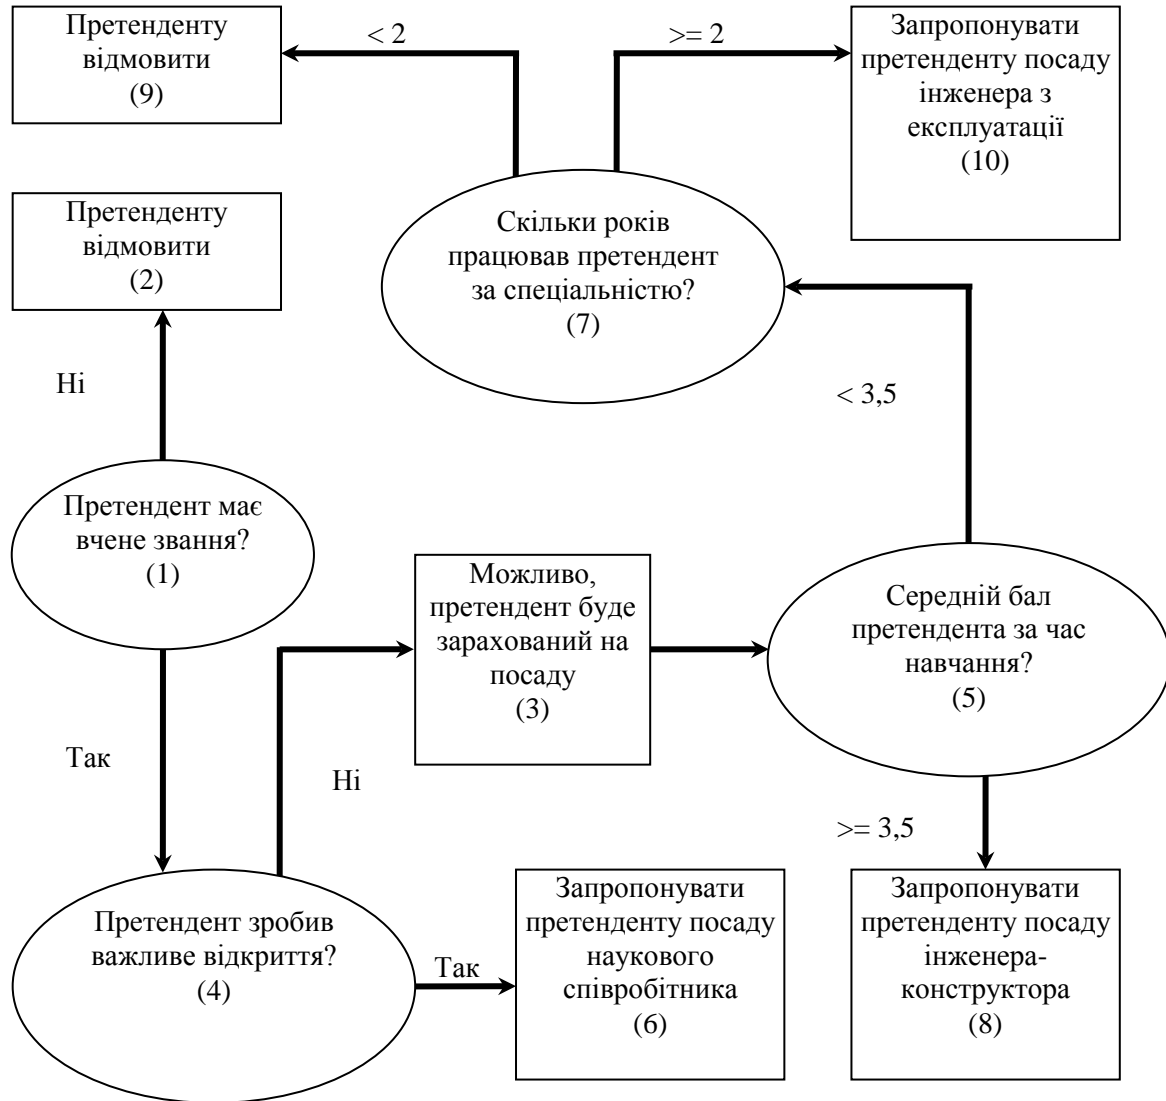 Претенденту
відмовити
(9)
< 2
>= 2
Запропонувати
претенденту посаду
інженера з
експлуатації
(10)
Претенденту
відмовити
(2)
Скільки років
працював претендент
за спеціальністю?
(7)
Ні
< 3,5
Претендент має
вчене звання?
(1)
Можливо,
претендент буде
зарахований на
посаду
(3)
Середній бал
претендента за час
навчання?
(5)
Так
Ні
>= 3,5
Претендент зробив
важливе відкриття?
(4)
Так
Запропонувати
претенденту посаду
наукового
співробітника
(6)
Запропонувати
претенденту посаду
інженера-
конструктора
(8)